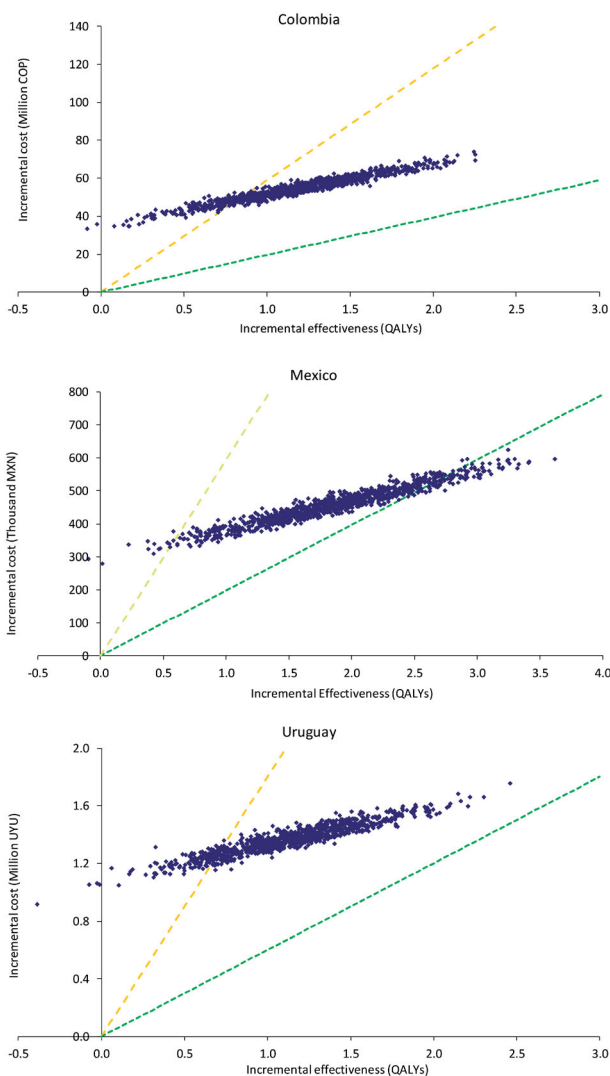 Colombia
140
120
100
80
60
40
20
0
Incremental cost (Million COP)
-0.5 0.0 0.5 1.0 1.5 2.0 2.5 3.0
Incremental effectiveness (QALYs)
Mexico
800
700
600
500
400
300
200
100
0
Incremental cost (Thousand MXN)
-0.5 0.0 0.5 1.0 1.5 2.0 2.5 3.0 3.5 4.0
Incremental Effectiveness (QALYs)
Uruguay
2.0
1.6
1.2
0.8
0.4
0.0
Incremental cost (Million UYU)
-0.5 0.0 0.5 1.0 1.5 2.0 2.5 3.0
Incremental effectiveness (QALYs)